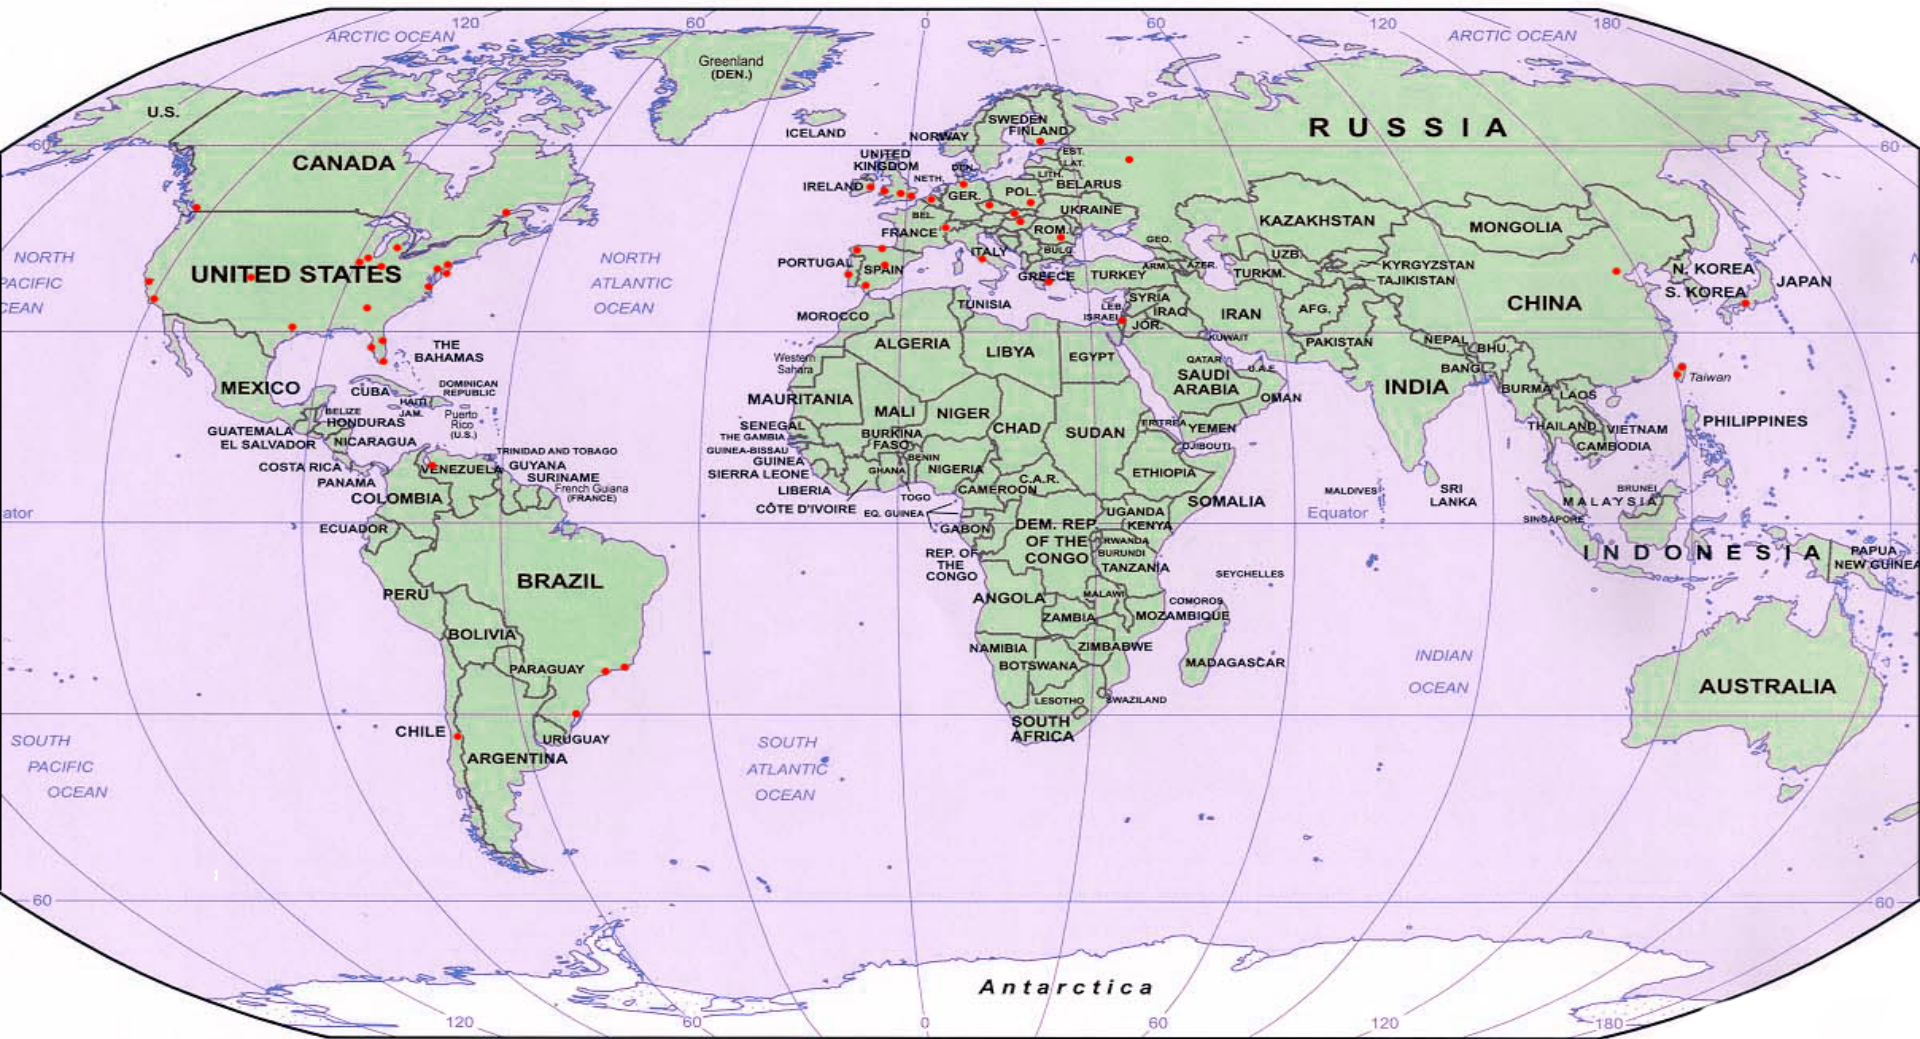 120
60
0
60
120
180
ARCTIC OCEAN
ARCTIC OCEAN
Greenland
(DEN.)
U.S.
ICELAND
SWEDEN
FINLAND
NORWAY
RUSSIA
60
60
CANADA
UNITED
KINGDOM
EST.
LAT.
LITH.
DEN.
NETH.
IRELAND
POL.
BELARUS
GER.
BEL.
UKRAINE
FRANCE
ROM.
KAZAKHSTAN
MONGOLIA
NORTH
PACIFIC
OCEAN
UNITED STATES
NORTH
ATLANTIC
OCEAN
PORTUGAL
SPAIN
ITALY
BULG.
GREECE
TURKEY
GEO.
ARM.
AZER.
UZB.
TURKM.
KYRGYZSTAN
TAJIKISTAN
N. KOREA
S. KOREA
JAPAN
CHINA
TUNISIA
MOROCCO
LEB.
ISRAEL
SYRIA
IRAQ
JOR.
IRAN
AFG.
KUWAIT
PAKISTAN
NEPAL
BHU.
BANGL.
THE
BAHAMAS
ALGERIA
LIBYA
EGYPT
Western
Sahara
QATAR
U.A.E
SAUDI
ARABIA
OMAN
INDIA
BURMA
LAOS
Taiwan
MEXICO
CUBA
DOMINICAN
REPUBLIC
HAITI
JAM.
Puerto
Rico
(U.S.)
BELIZE
HONDURAS
GUATEMALA
EL SALVADOR
NICARAGUA
COSTA RICA
PANAMA
MAURITANIA
MALI
NIGER
CHAD
SUDAN
ERITREA
YEMEN
DJIBOUTI
THAILAND
VIETNAM
CAMBODIA
PHILIPPINES
SENEGAL
THE GAMBIA
GUINEA-BISSAU
GUINEA
SIERRA LEONE
LIBERIA
CÔTE D'IVOIRE
BURKINA
FASO
BENIN
GHANA
NIGERIA
TOGO
C.A.R.
CAMEROON
EQ. GUINEA
ETHIOPIA
SOMALIA
TRINIDAD AND TOBAGO
VENEZUELA
GUYANA
SURINAME
French Guiana
(FRANCE)
COLOMBIA
ECUADOR
MALDIVES
SRI
LANKA
BRUNEI
MALAYSIA
SINGAPORE
ator
Equator
GABON
REP. OF
THE
CONGO
DEM. REP.
OF THE
CONGO
UGANDA
KENYA
RWANDA
BURUNDI
TANZANIA
SEYCHELLES
INDONESIA
PAPUA
NEW GUINEA
PERU
BRAZIL
BOLIVIA
PARAGUAY
CHILE
URUGUAY
ARGENTINA
ANGOLA
MALAWI
ZAMBIA
COMOROS
MOZAMBIQUE
NAMIBIA
ZIMBABWE
BOTSWANA
MADAGASCAR
LESOTHO
SWAZILAND
SOUTH
AFRICA
INDIAN
OCEAN
AUSTRALIA
SOUTH
PACIFIC
OCEAN
SOUTH
ATLANTIC
OCEAN
60
60
Antarctica
120
60
0
60
120
180